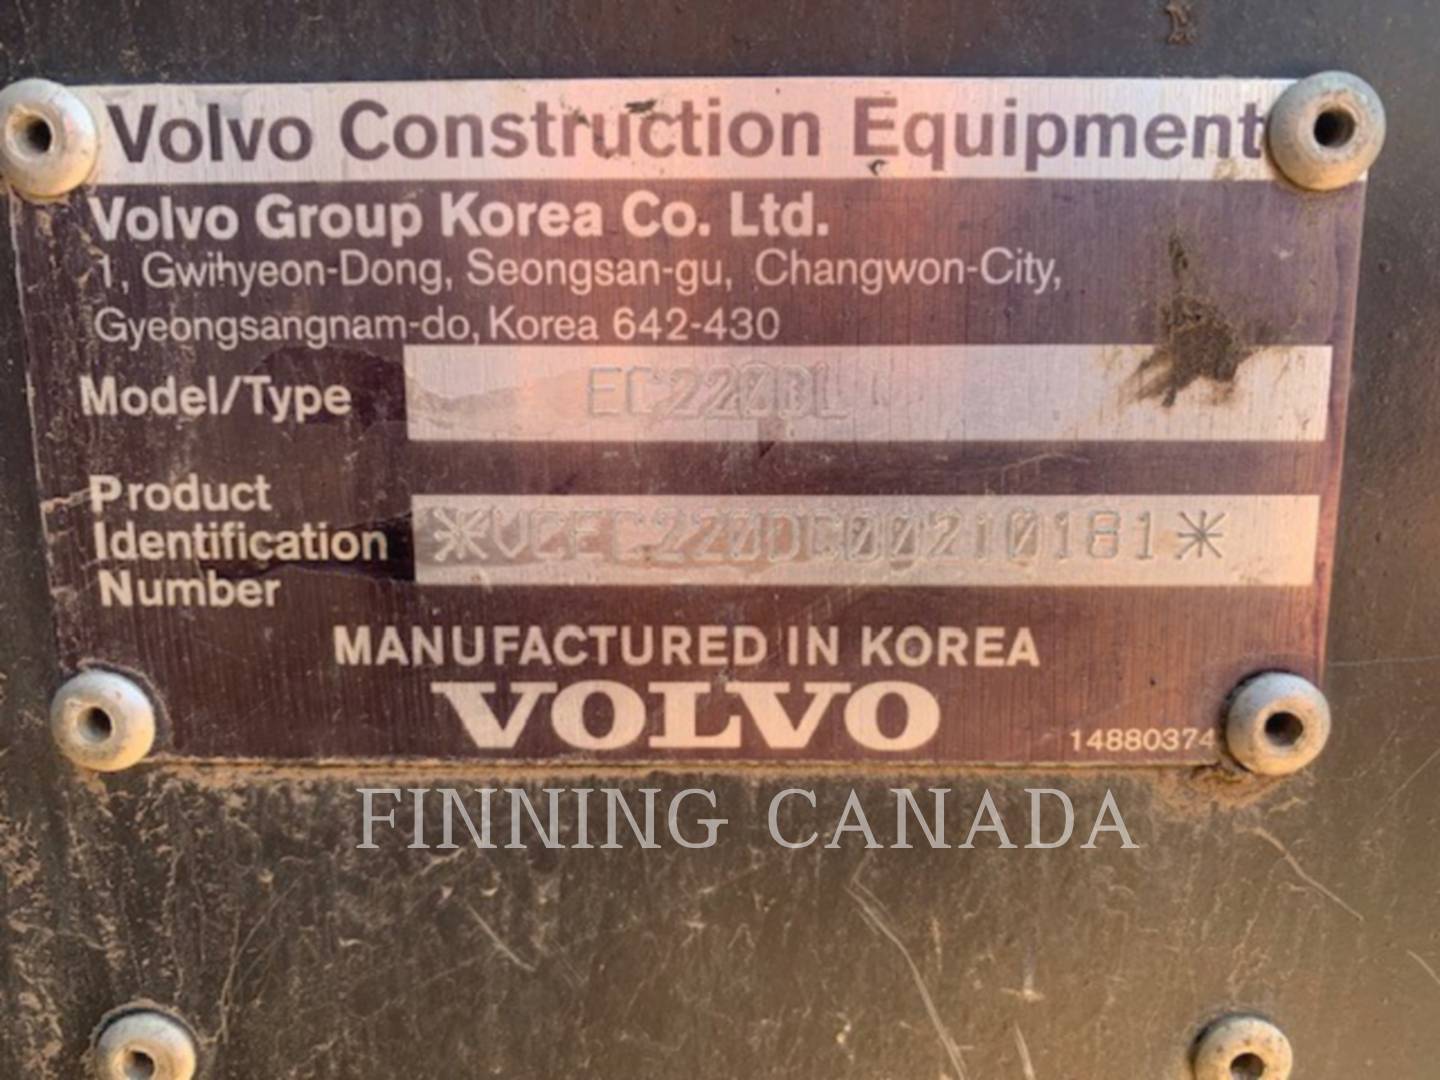 Volvo Construction Equipment
Volvo Group Korea Co. Ltd.
1, Gwihyeon-Dong, Seongsan-gu, Changwon-City,
Gyeongsangnam-do, Korea 642-430
Model/Type EC220DL
Product
Identification *VCEC220DC00210181*
Number
MANUFACTURED IN KOREA
VOLVO
14880374
FINNING CANADA